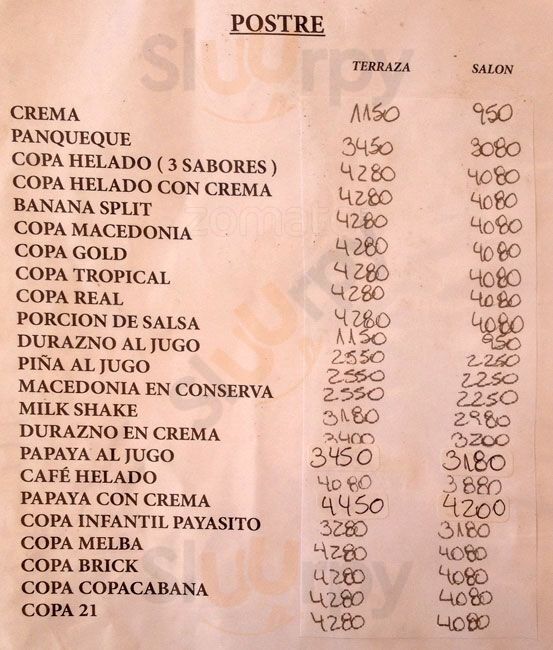 Sluurpy
POSTRE
TERRAZA SALON
CREMA 1150 950
PANQUEQUE 3450 3080
COPA HELADO ( 3 SABORES ) 4280 4080
COPA HELADO CON CREMA 4280 4080
BANANA SPLIT 4280 4080
COPA MACEDONIA 4280 4080
COPA GOLD 4280 4080
COPA TROPICAL 4280 4080
COPA REAL 4280 4080
PORCION DE SALSA 1150 950
DURAZNO AL JUGO 2550 2250
PIÑA AL JUGO 2550 2250
MACEDONIA EN CONSERVA 2550 2250
MILK SHAKE 3180 2980
DURAZNO EN CREMA 3400 3200
PAPAYA AL JUGO 3450 3180
CAFÉ HELADO 4080 3880
PAPAYA CON CREMA 4450 4200
COPA INFANTIL PAYASITO 3280 3180
COPA MELBA 4280 4080
COPA BRICK 4280 4080
COPA COPACABANA 4280 4080
COPA 21 4280 4080
Sluurpy